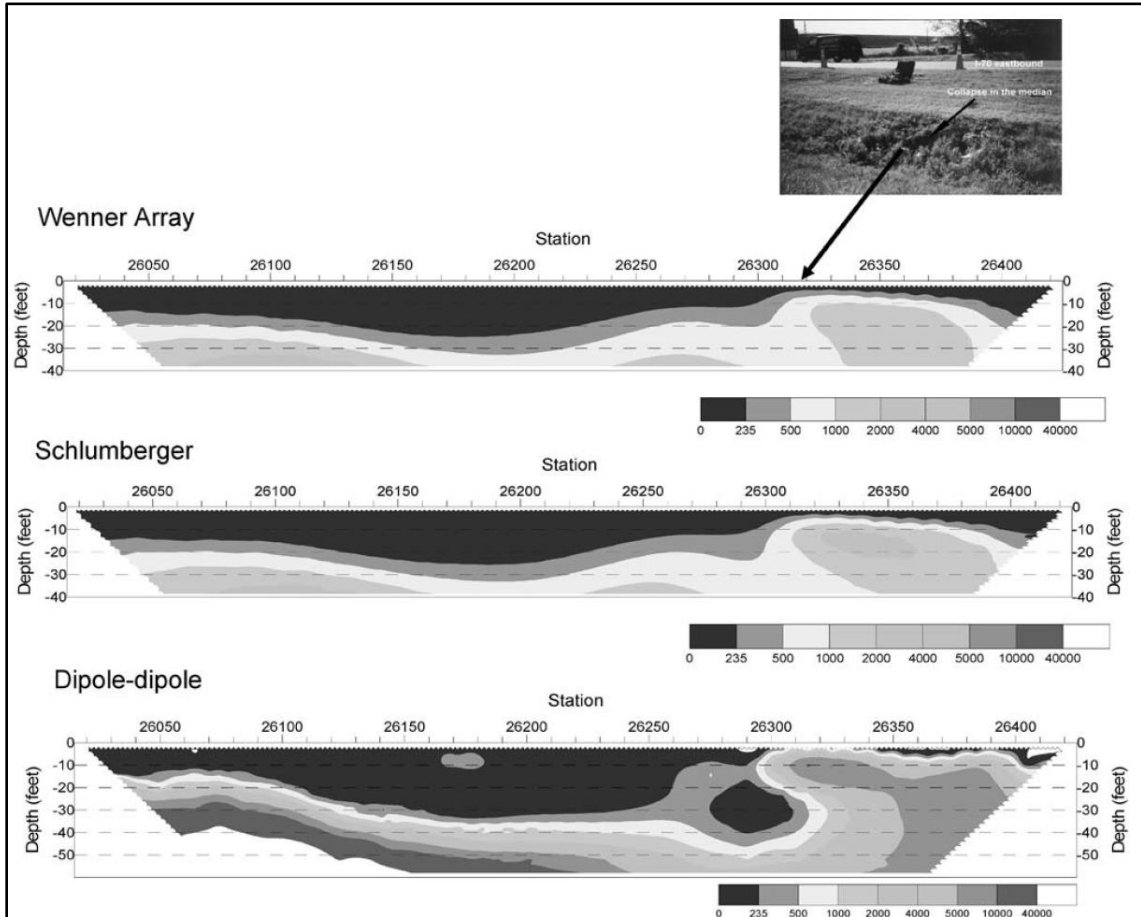 I-70 eastbound
Collapse in the median
Wenner Array
Station
26050 26100 26150 26200 26250 26300 26350 26400
0 0
-10 -10
-20 -20
-30 -30
-40 -40
Depth (feet)
Depth (feet)
0 235 500 1000 2000 4000 5000 10000 40000
Schlumberger
Station
26050 26100 26150 26200 26250 26300 26350 26400
0 0
-10 -10
-20 -20
-30 -30
-40 -40
Depth (feet)
Depth (feet)
0 235 500 1000 2000 4000 5000 10000 40000
Dipole-dipole
Station
26050 26100 26150 26200 26250 26300 26350 26400
0 0
-10 -10
-20 -20
-30 -30
-40 -40
-50 -50
Depth (feet)
Depth (feet)
0 235 500 1000 2000 4000 5000 10000 40000